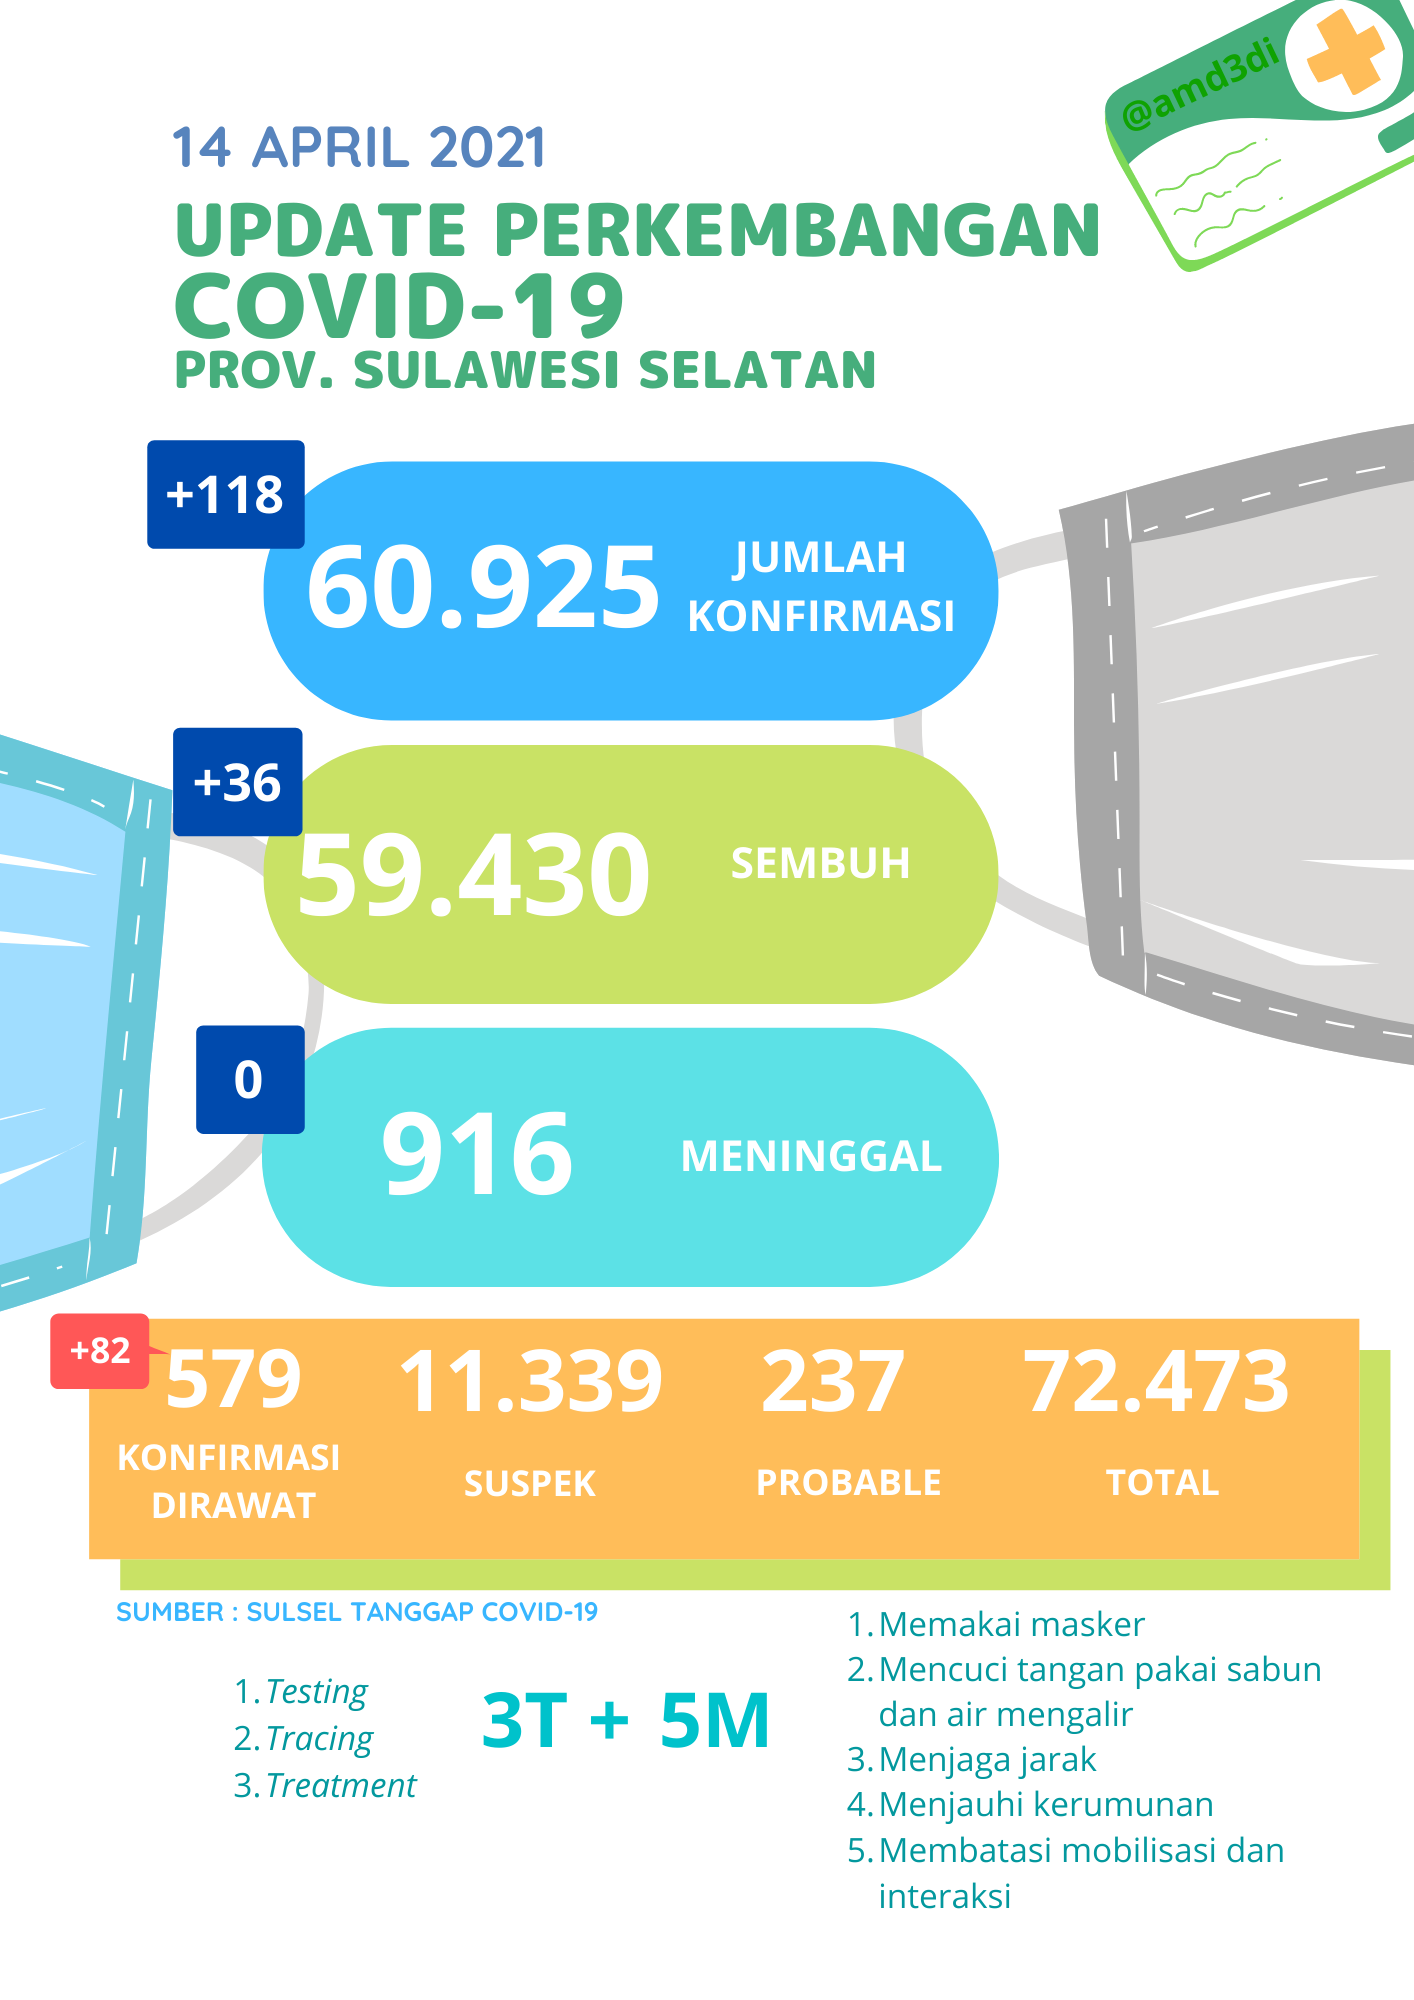 @amd3di
14 APRIL 2021
UPDATE PERKEMBANGAN
COVID-19
PROV. SULAWESI SELATAN
+118
60.925
JUMLAH
KONFIRMASI
+36
59.430
SEMBUH
0
916
MENINGGAL
+82
579
KONFIRMASI
DIRAWAT
11.339
SUSPEK
237
PROBABLE
72.473
TOTAL
SUMBER : SULSEL TANGGAP COVID-19
1. Testing
2. Tracing
3. Treatment
3T + 5M
1. Memakai masker
2. Mencuci tangan pakai sabun
dan air mengalir
3. Menjaga jarak
4. Menjauhi kerumunan
5. Membatasi mobilisasi dan
interaksi